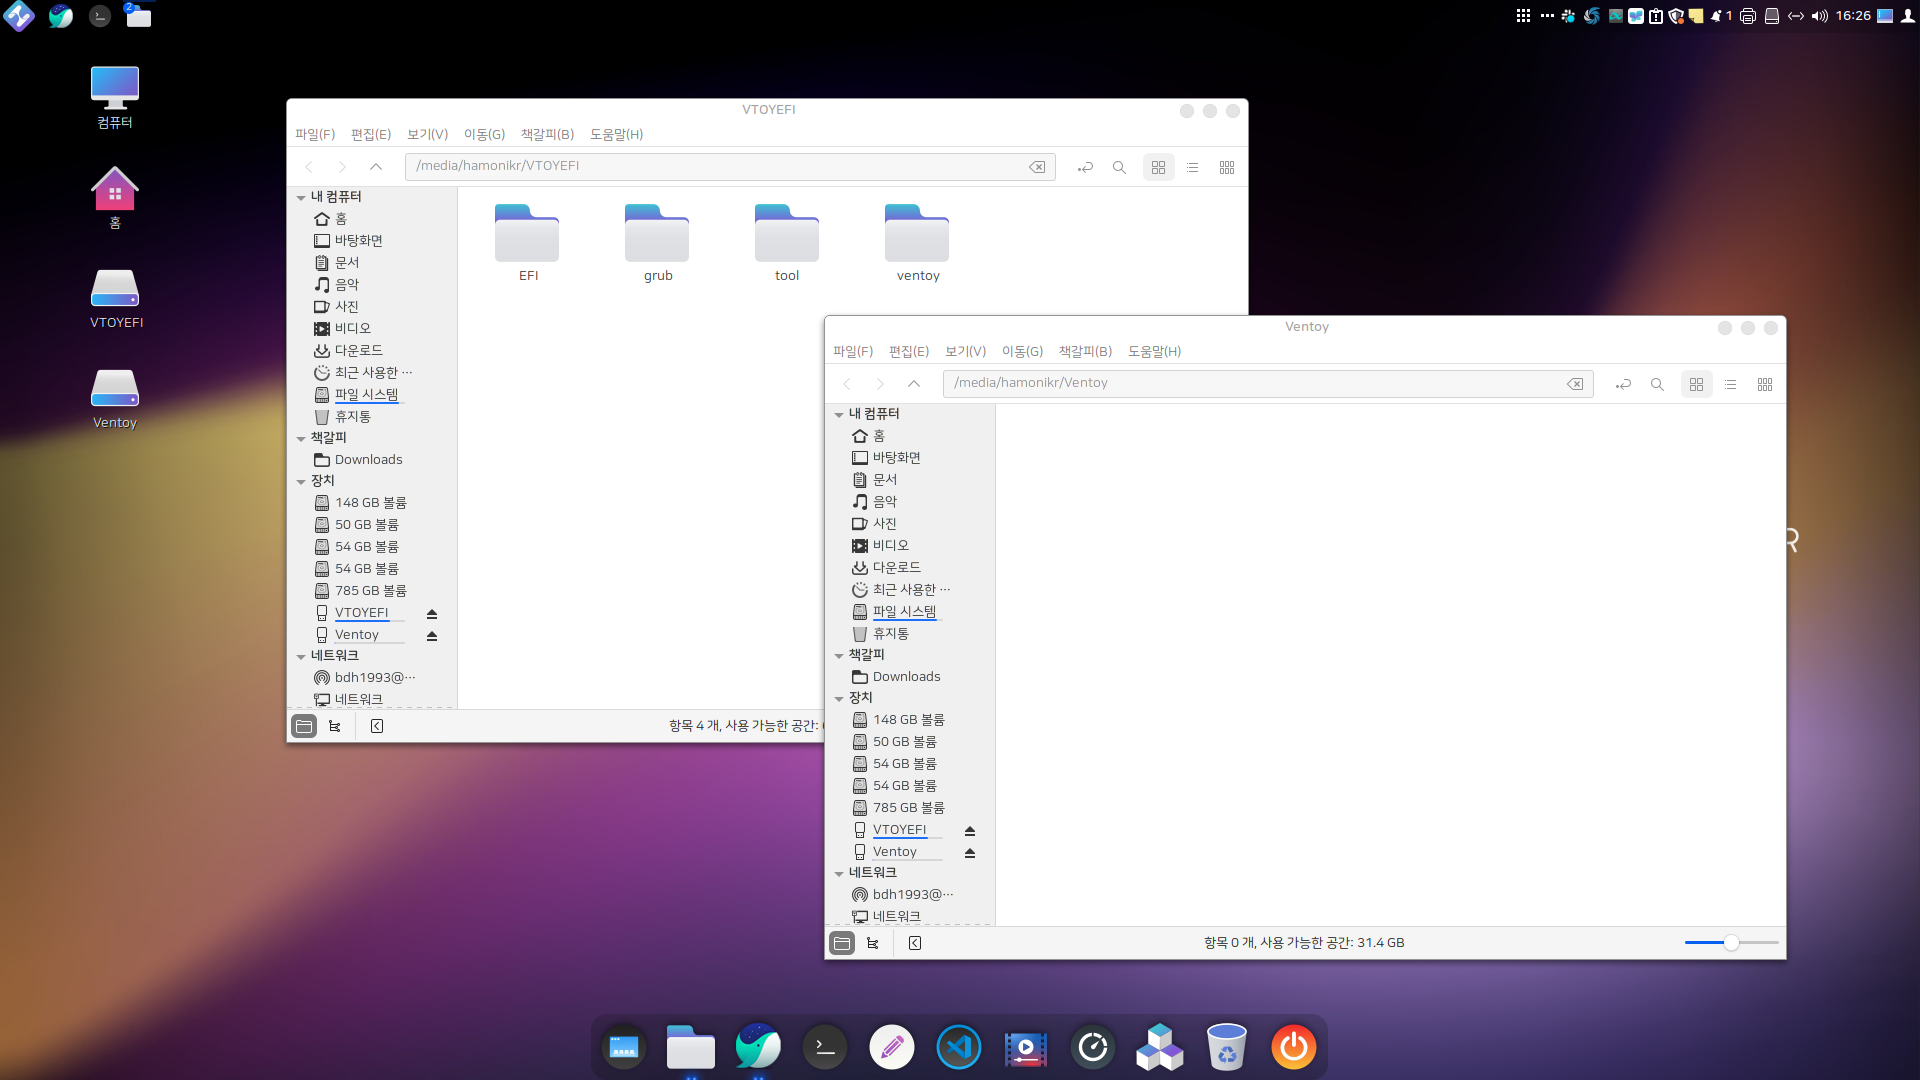 2
1
16:26
컴퓨터
홈
VTOYEFI
Ventoy
VTOYEFI
파일(F) 편집(E) 보기(V) 이동(G) 책갈피(B) 도움말(H)
/media/hamonikr/VTOYEFI
내 컴퓨터
홈
바탕화면
문서
음악
사진
비디오
다운로드
최근 사용한 ⋯
파일 시스템
휴지통
책갈피
Downloads
장치
148 GB 볼륨
50 GB 볼륨
54 GB 볼륨
54 GB 볼륨
785 GB 볼륨
VTOYEFI
Ventoy
네트워크
bdh1993@⋯
네트워크
EFI
grub
tool
ventoy
항목 4 개, 사용 가능한 공간:
Ventoy
파일(F) 편집(E) 보기(V) 이동(G) 책갈피(B) 도움말(H)
/media/hamonikr/Ventoy
내 컴퓨터
홈
바탕화면
문서
음악
사진
비디오
다운로드
최근 사용한 ⋯
파일 시스템
휴지통
책갈피
Downloads
장치
148 GB 볼륨
50 GB 볼륨
54 GB 볼륨
54 GB 볼륨
785 GB 볼륨
VTOYEFI
Ventoy
네트워크
bdh1993@⋯
네트워크
항목 0 개, 사용 가능한 공간: 31.4 GB
R